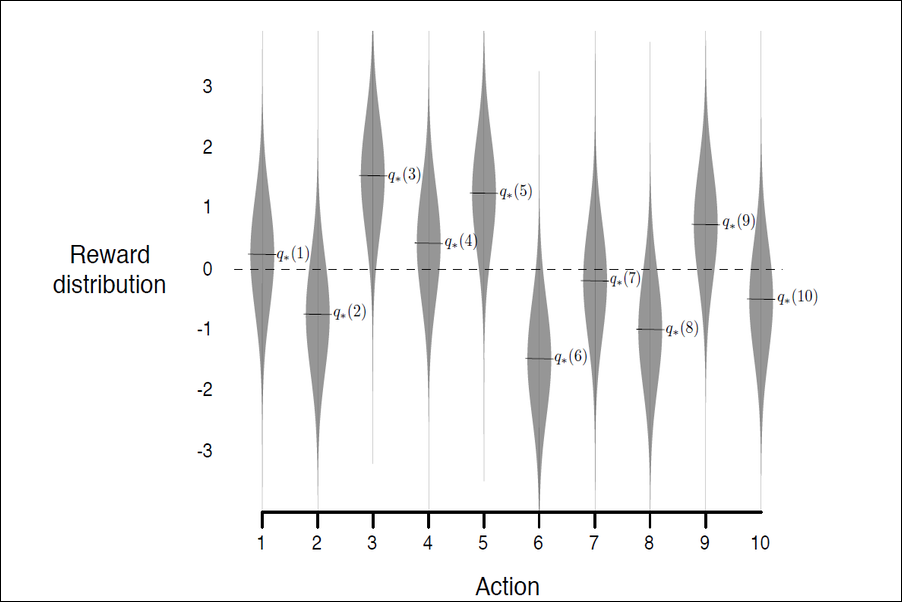 3
2
1
0
-1
-2
-3
Reward
distribution
q∗(1)
q∗(2)
q∗(3)
q∗(4)
q∗(5)
q∗(6)
q∗(7)
q∗(8)
q∗(9)
q∗(10)
1 2 3 4 5 6 7 8 9 10
Action